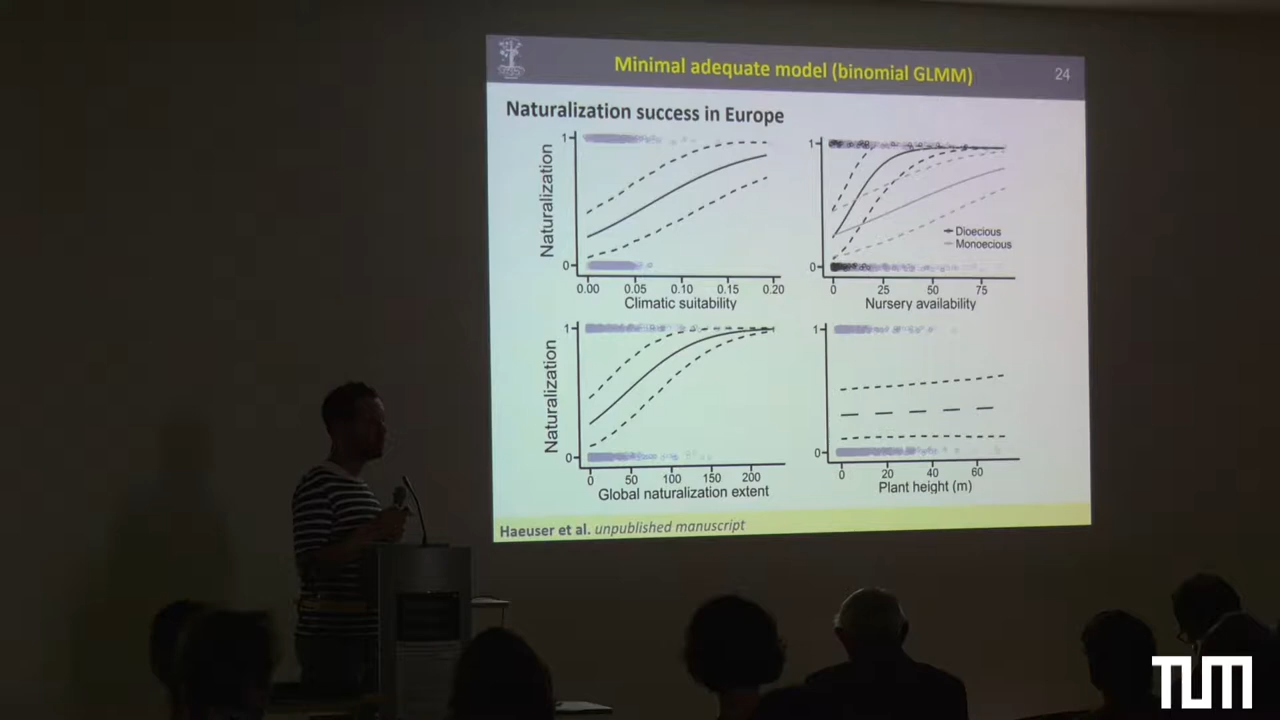 Minimal adequate model (binomial GLMM)
24
Naturalization success in Europe
Naturalization
1
0
0.00 0.05 0.10 0.15 0.20
Climatic suitability
1
0
Dioecious
Monoecious
0 25 50 75
Nursery availability
Naturalization
1
0
0 50 100 150 200
Global naturalization extent
1
0
0 20 40 60
Plant height (m)
Haeuser et al. unpublished manuscript
TUM